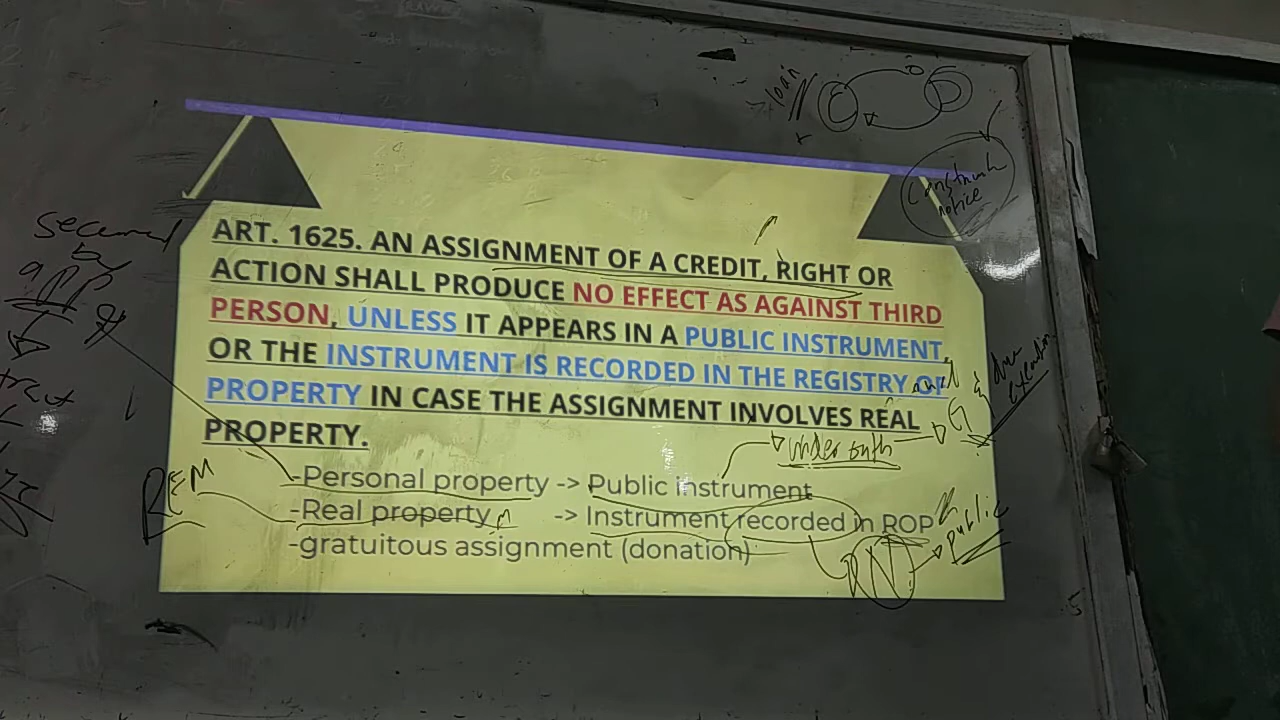 loan
constructive notice
ART. 1625. AN ASSIGNMENT OF A CREDIT, RIGHT OR
ACTION SHALL PRODUCE NO EFFECT AS AGAINST THIRD
PERSON, UNLESS IT APPEARS IN A PUBLIC INSTRUMENT,
OR THE INSTRUMENT IS RECORDED IN THE REGISTRY OF
PROPERTY IN CASE THE ASSIGNMENT INVOLVES REAL
PROPERTY.
-Personal property -> Public instrument
-Real property -> Instrument recorded in ROP
-gratuitous assignment (donation)
secured
by
under oath
due
execution
REM
public